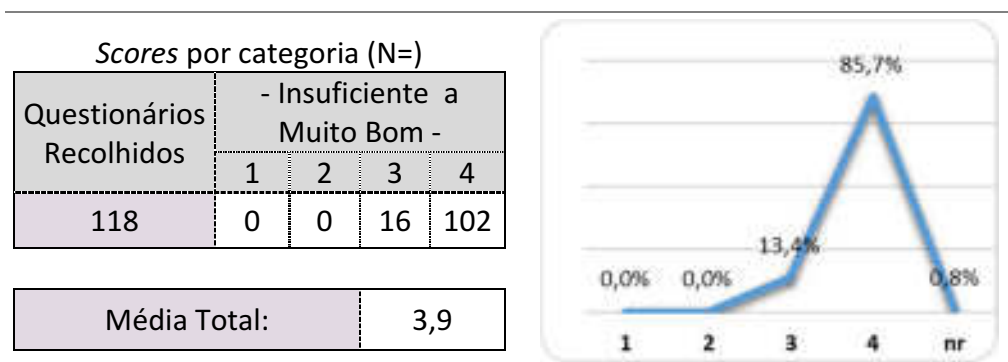 Scores por categoria (N=)
Questionários Recolhidos
- Insuficiente a
Muito Bom -
1 2 3 4
118 0 0 16 102
Média Total: 3,9
85,7%
13,4%
0,0% 0,0% 0,8%
1 2 3 4 nr